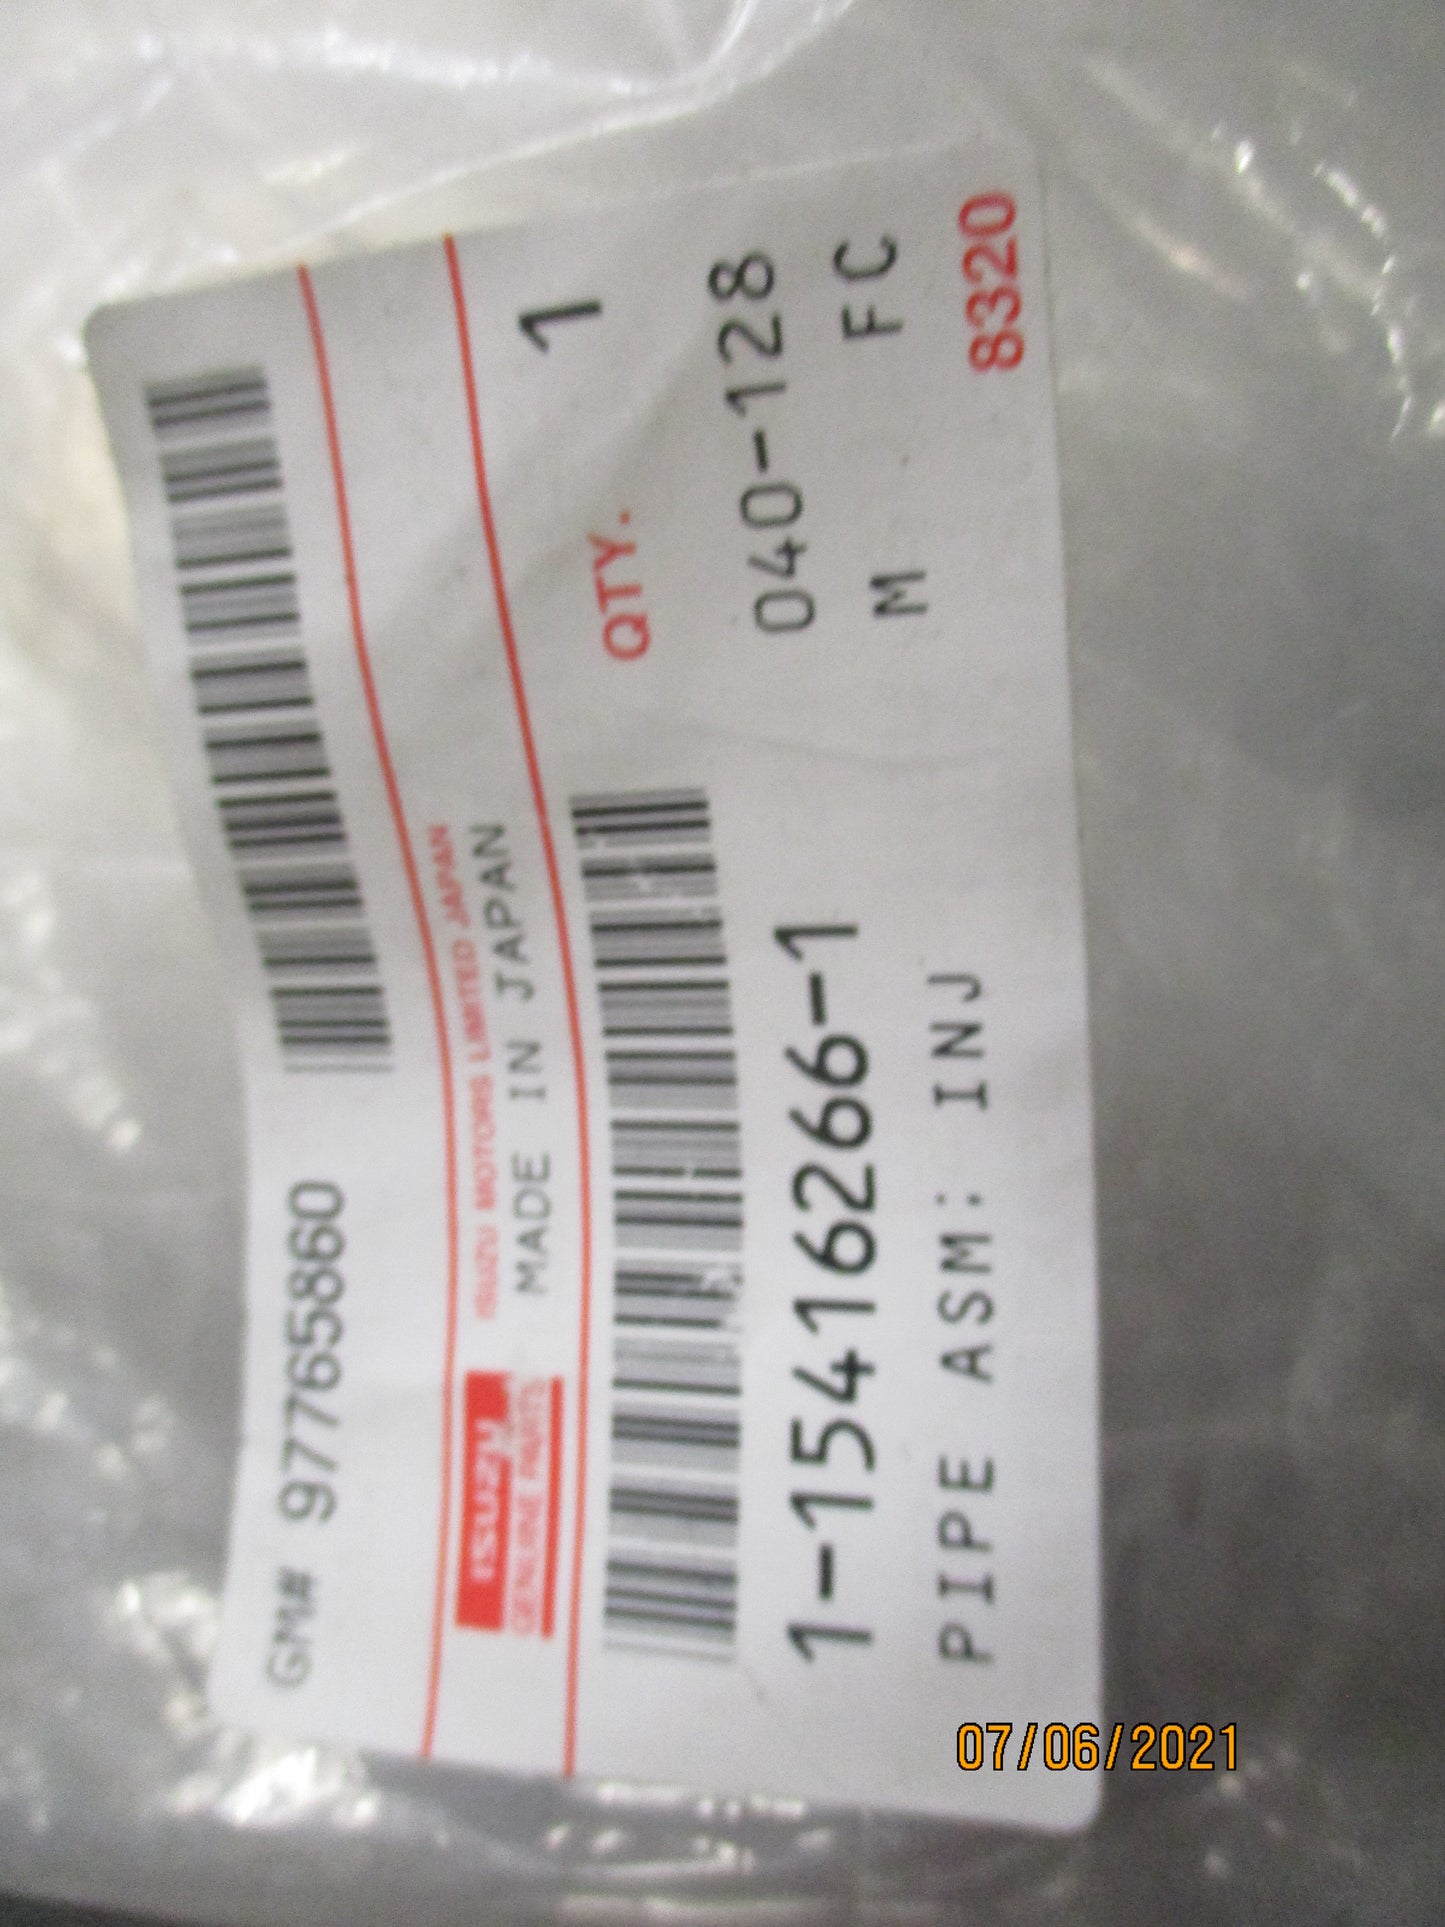 GM# 97765860
ISUZU
GENUINE PARTS
ISUZU MOTORS LIMITED JAPAN
MADE IN JAPAN
QTY. 1
1-15416266-1
040-128
PIPE ASM: INJ
M FC
8320
07/06/2021